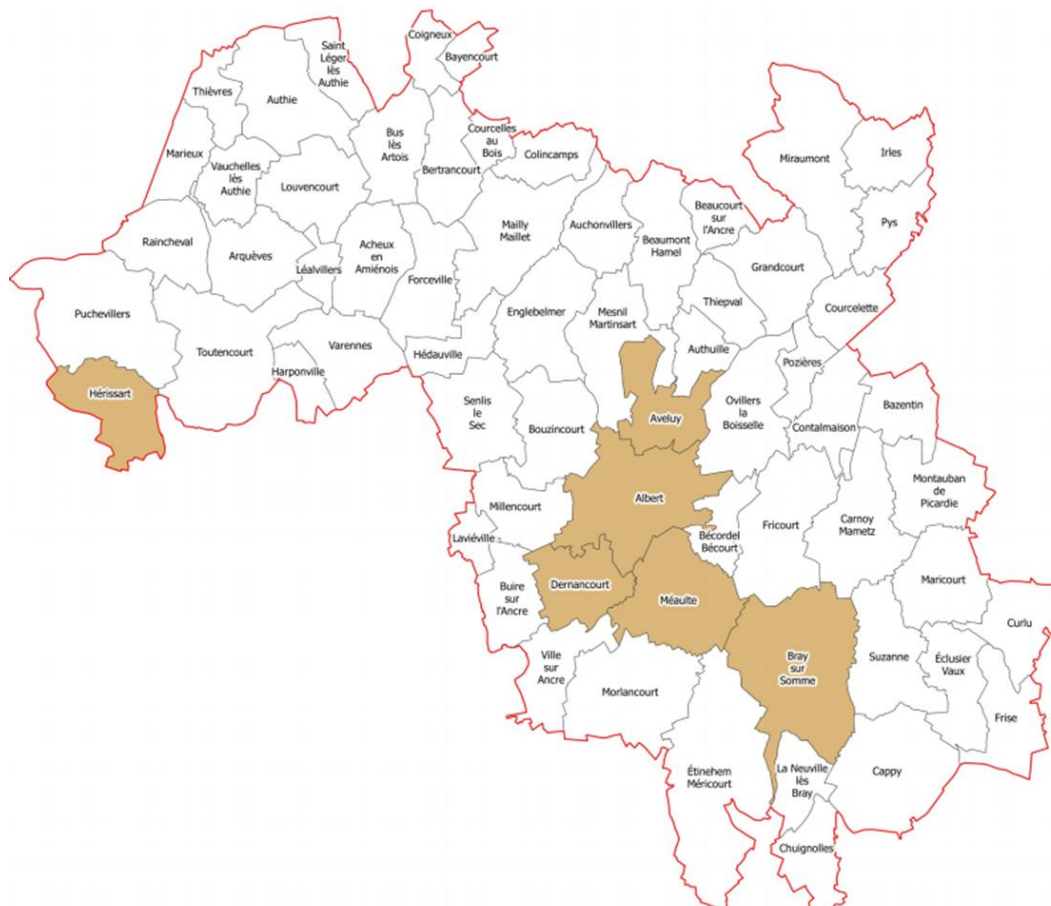 Coigneux
Bayencourt
Saint
Léger
lès
Authie
Thièvres
Authie
Marieux
Vauchelles
lès
Authie
Louvencourt
Bus
lès
Artois
Bertrancourt
Courcelles
au
Bois
Colincamps
Miraumont
Irles
Pys
Raincheval
Arquèves
Léalvillers
Acheux
en
Amiénois
Forceville
Mailly
Maillet
Auchonvillers
Beaumont
Hamel
Beaucourt
sur
l'Ancre
Grandcourt
Courcelette
Puchevillers
Toutencourt
Harponville
Varennes
Hédauville
Englebelmer
Mesnil
Martinsart
Thiepval
Authuille
Pozières
Hérissart
Senlis
le
Sec
Bouzincourt
Aveluy
Ovillers
la
Boisselle
Contalmaison
Bazentin
Montauban
de
Picardie
Millencourt
Albert
Bécordel
Bécourt
Fricourt
Carnoy
Mametz
Laviéville
Buire
sur
l'Ancre
Dernancourt
Méaulte
Maricourt
Curlu
Ville
sur
Ancre
Morlancourt
Bray
sur
Somme
Suzanne
Éclusier
Vaux
Frise
Étinehem
Méricourt
La Neuville
lès
Bray
Cappy
Chuignolles